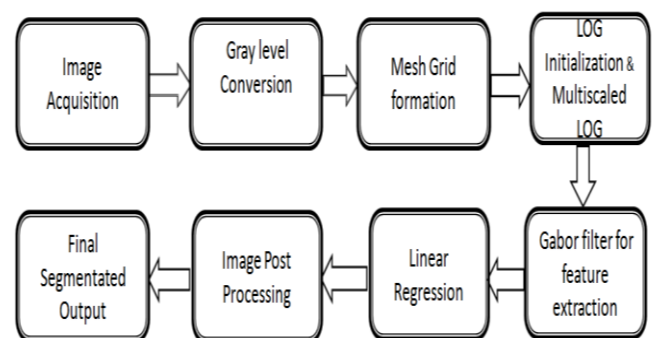 Image
Acquisition
Gray level
Conversion
Mesh Grid
formation
LOG
Initialization &
Multiscaled
LOG
Gabor filter for
feature
extraction
Linear
Regression
Image Post
Processing
Final
Segmentated
Output